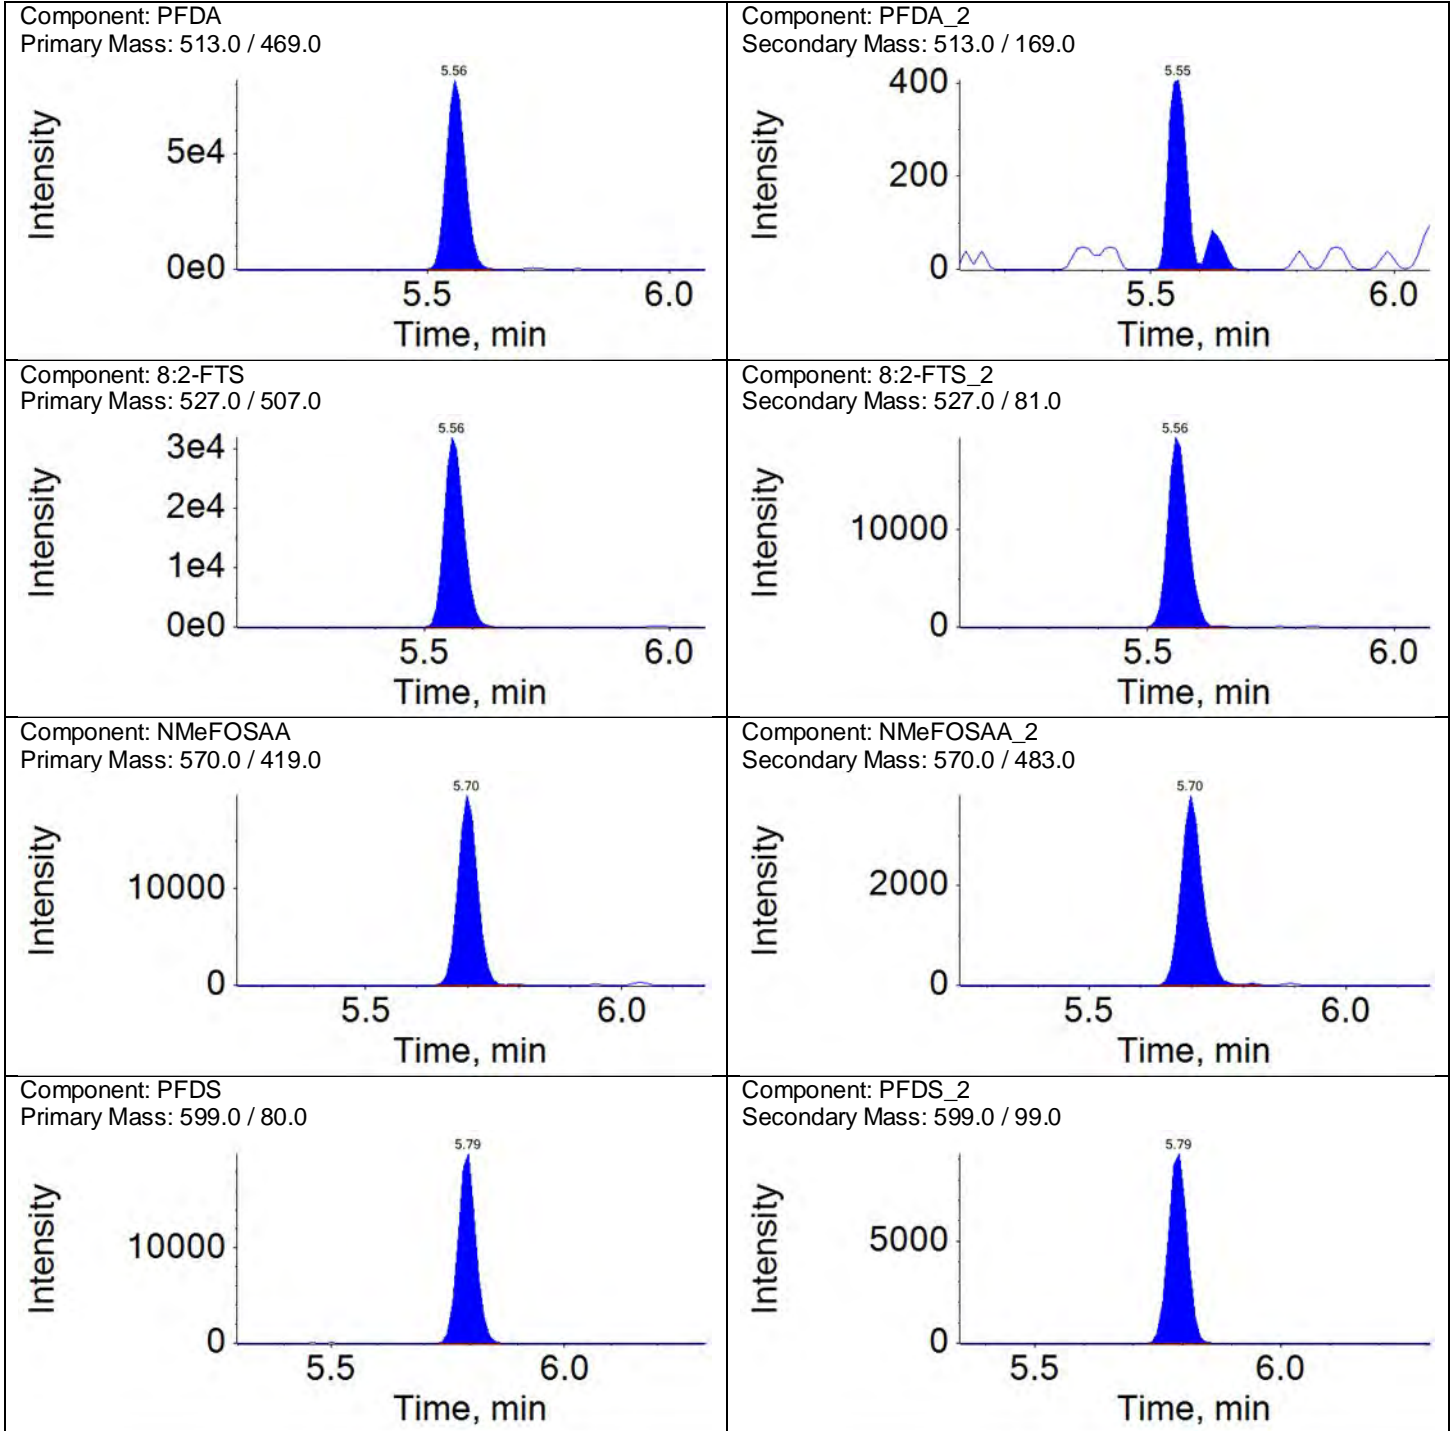 Component: PFDA
Primary Mass: 513.0 / 469.0
5.56
Intensity
5e4
0e0
5.5 6.0
Time, min
Component: PFDA_2
Secondary Mass: 513.0 / 169.0
5.55
Intensity
400
200
0
5.5 6.0
Time, min
Component: 8:2-FTS
Primary Mass: 527.0 / 507.0
5.56
Intensity
3e4
2e4
1e4
0e0
5.5 6.0
Time, min
Component: 8:2-FTS_2
Secondary Mass: 527.0 / 81.0
5.56
Intensity
10000
0
5.5 6.0
Time, min
Component: NMeFOSAA
Primary Mass: 570.0 / 419.0
5.70
Intensity
10000
0
5.5 6.0
Time, min
Component: NMeFOSAA_2
Secondary Mass: 570.0 / 483.0
5.70
Intensity
2000
0
5.5 6.0
Time, min
Component: PFDS
Primary Mass: 599.0 / 80.0
5.79
Intensity
10000
0
5.5 6.0
Time, min
Component: PFDS_2
Secondary Mass: 599.0 / 99.0
5.79
Intensity
5000
0
5.5 6.0
Time, min